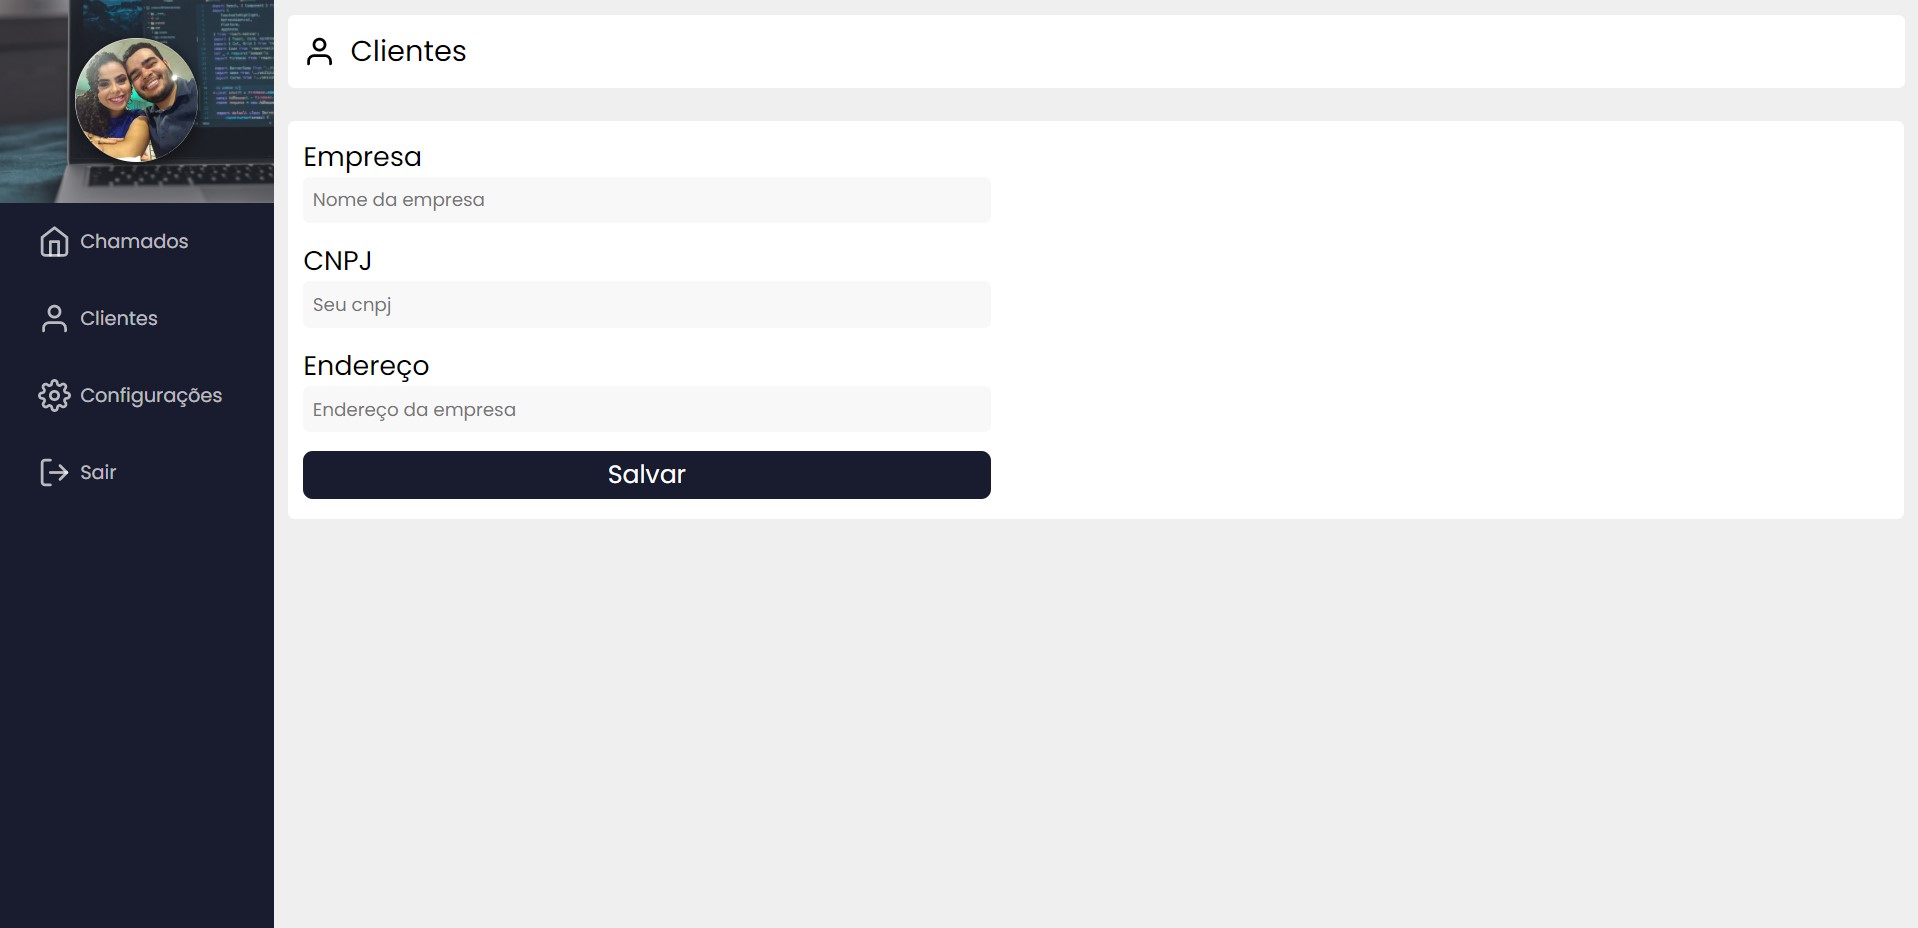 Clientes
Chamados
Clientes
Configurações
Sair
Empresa
Nome da empresa
CNPJ
Seu cnpj
Endereço
Endereço da empresa
Salvar